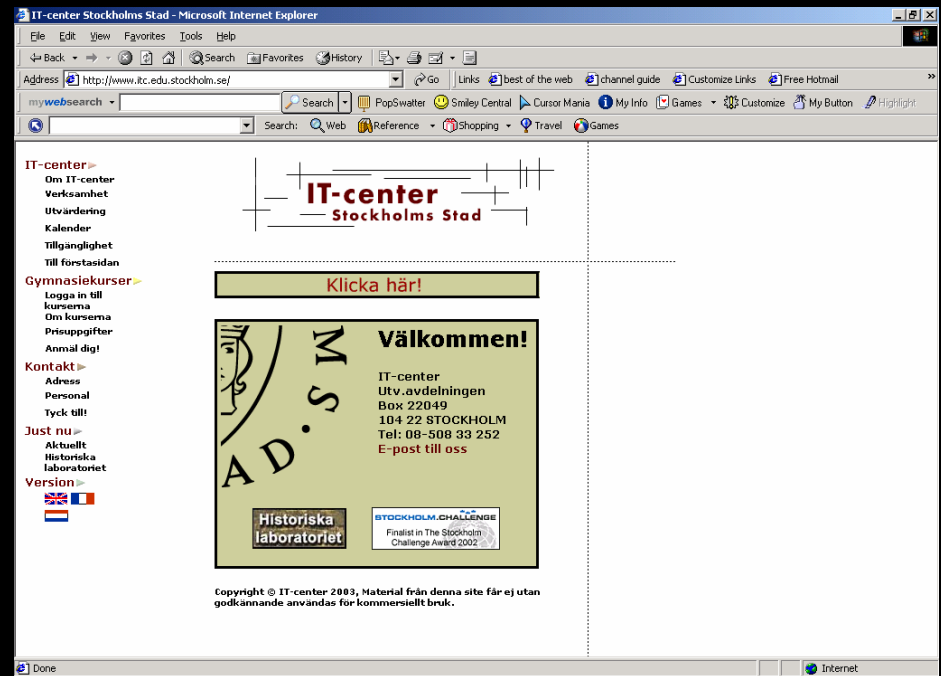 IT-center Stockholms Stad - Microsoft Internet Explorer
File Edit View Favorites Tools Help
Back Search Favorites History
Address http://www.itc.edu.stockholm.se/ Go Links best of the web channel guide Customize Links Free Hotmail »
mywebsearch Search PopSwatter Smiley Central Cursor Mania My Info Games Customize My Button Highlight
Search: Web Reference Shopping Travel Games
IT-center
Om IT-center
Verksamhet
Utvärdering
Kalender
Tillgänglighet
Till förstasidan
Gymnasiekurser
Logga in till
kurserna
Om kurserna
Prisuppgifter
Anmäl dig!
Kontakt
Adress
Personal
Tyck till!
Just nu
Aktuellt
Historiska
laboratoriet
Version
IT-center
Stockholms Stad
Klicka här!
M
S
·
AD
Välkommen!
IT-center
Utv.avdelningen
Box 22049
104 22 STOCKHOLM
Tel: 08-508 33 252
E-post till oss
Historiska
laboratoriet
STOCKHOLM.CHALLENGE
Finalist in The Stockholm
Challenge Award 2002
Copyright © IT-center 2003, Material från denna site får ej utan
godkännande användas för kommersiellt bruk.
Done Internet